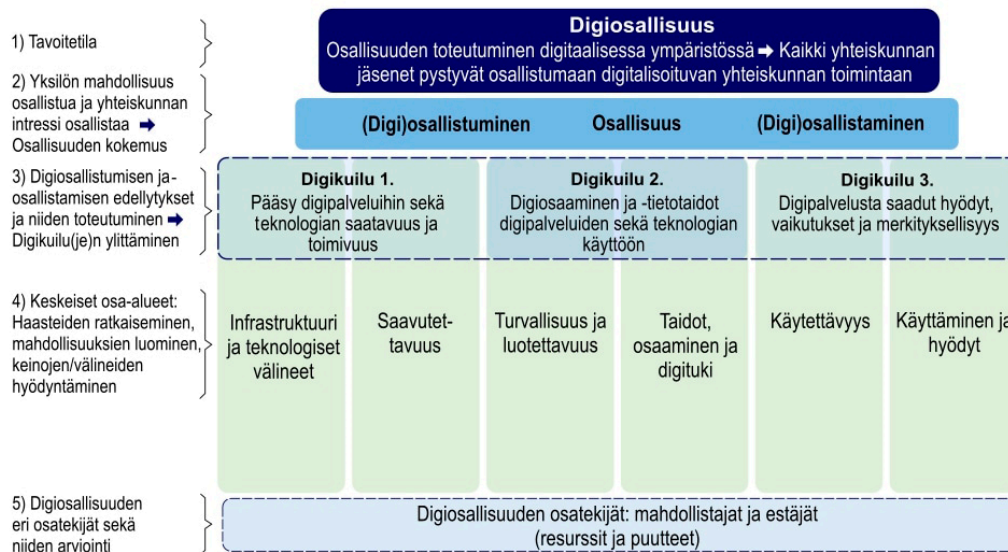 Digiosallisuus
Osallisuuden toteutuminen digitaalisessa ympäristössä ➡ Kaikki yhteiskunnan
jäsenet pystyvät osallistumaan digitalisoituvan yhteiskunnan toimintaan
1) Tavoitetila
2) Yksilön mahdollisuus
osallistua ja yhteiskunnan
intressi osallistaa ➡
Osallisuuden kokemus
(Digi)osallistuminen Osallisuus (Digi)osallistaminen
3) Digiosallistumisen ja-
osallistamisen edellytykset
ja niiden toteutuminen ➡
Digikuilu(je)n ylittäminen
Digikuilu 1.
Pääsy digipalveluihin sekä
teknologian saatavuus ja
toimivuus
Digikuilu 2.
Digiosaaminen ja -tietotaidot
digipalveluiden sekä teknologian
käyttöön
Digikuilu 3.
Digipalvelusta saadut hyödyt,
vaikutukset ja merkityksellisyys
4) Keskeiset osa-alueet:
Haasteiden ratkaiseminen,
mahdollisuuksien luominen,
keinojen/välineiden
hyödyntäminen
Infrastruktuuri
ja teknologiset
välineet
Saavutet-
tavuus
Turvallisuus ja
luotettavuus
Taidot,
osaaminen ja
digituki
Käytettävyys
Käyttäminen ja
hyödyt
5) Digiosallisuuden
eri osatekijät sekä
niiden arviointi
Digiosallisuuden osatekijät: mahdollistajat ja estäjät
(resurssit ja puutteet)